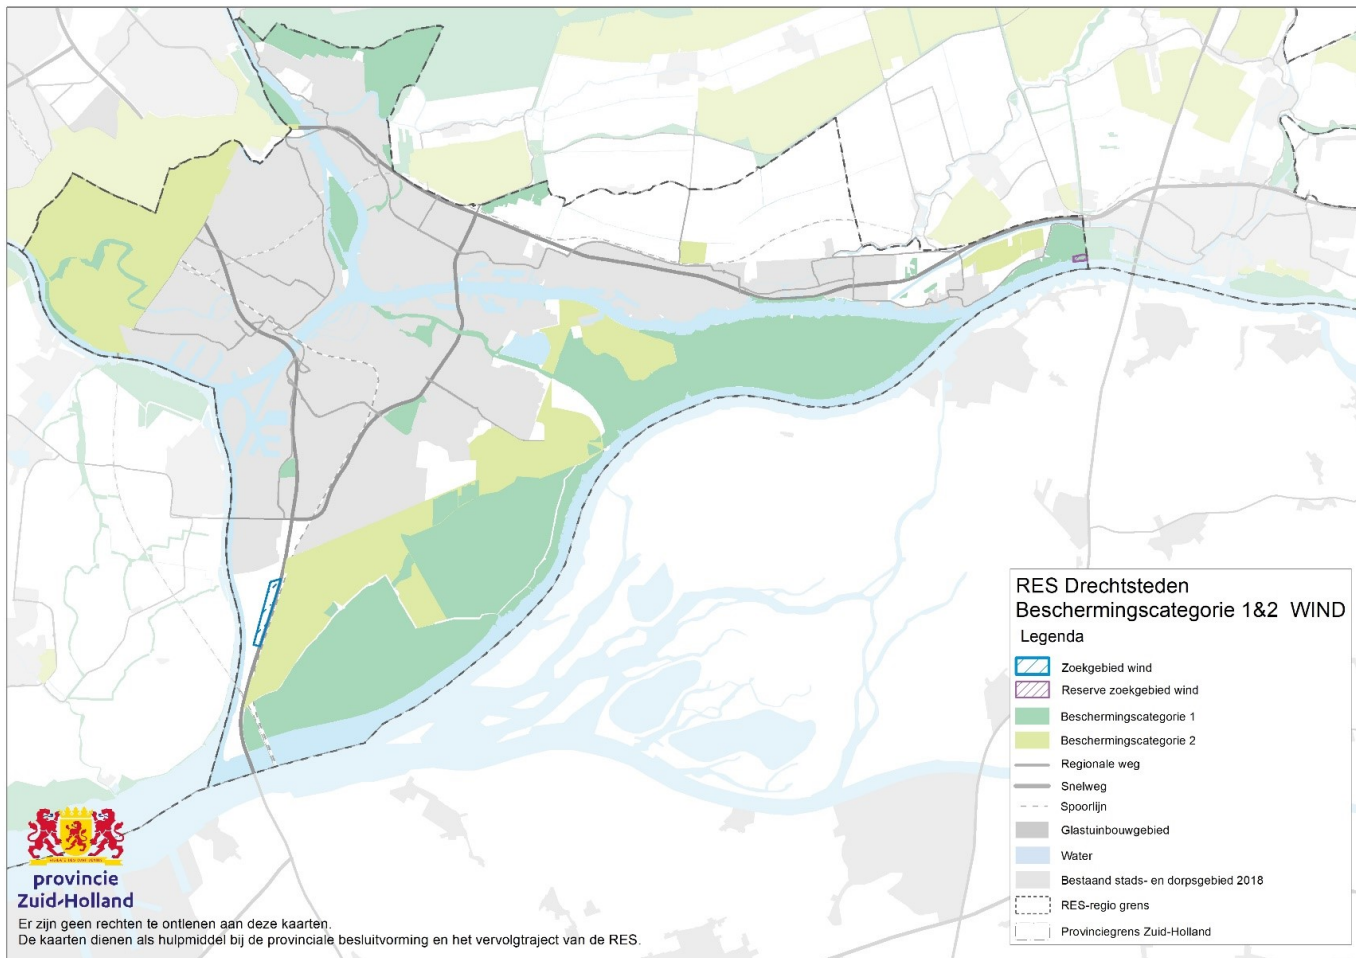 RES Drechtsteden
Beschermingscategorie 1&2 WIND
Legenda
Zoekgebied wind
Reserve zoekgebied wind
Beschermingscategorie 1
Beschermingscategorie 2
Regionale weg
Snelweg
Spoorlijn
Glastuinbouwgebied
Water
Bestaand stads- en dorpsgebied 2018
RES-regio grens
Provinciegrens Zuid-Holland
provincie
Zuid-Holland
Er zijn geen rechten te ontlenen aan deze kaarten.
De kaarten dienen als hulpmiddel bij de provinciale besluitvorming en het vervolgtraject van de RES.